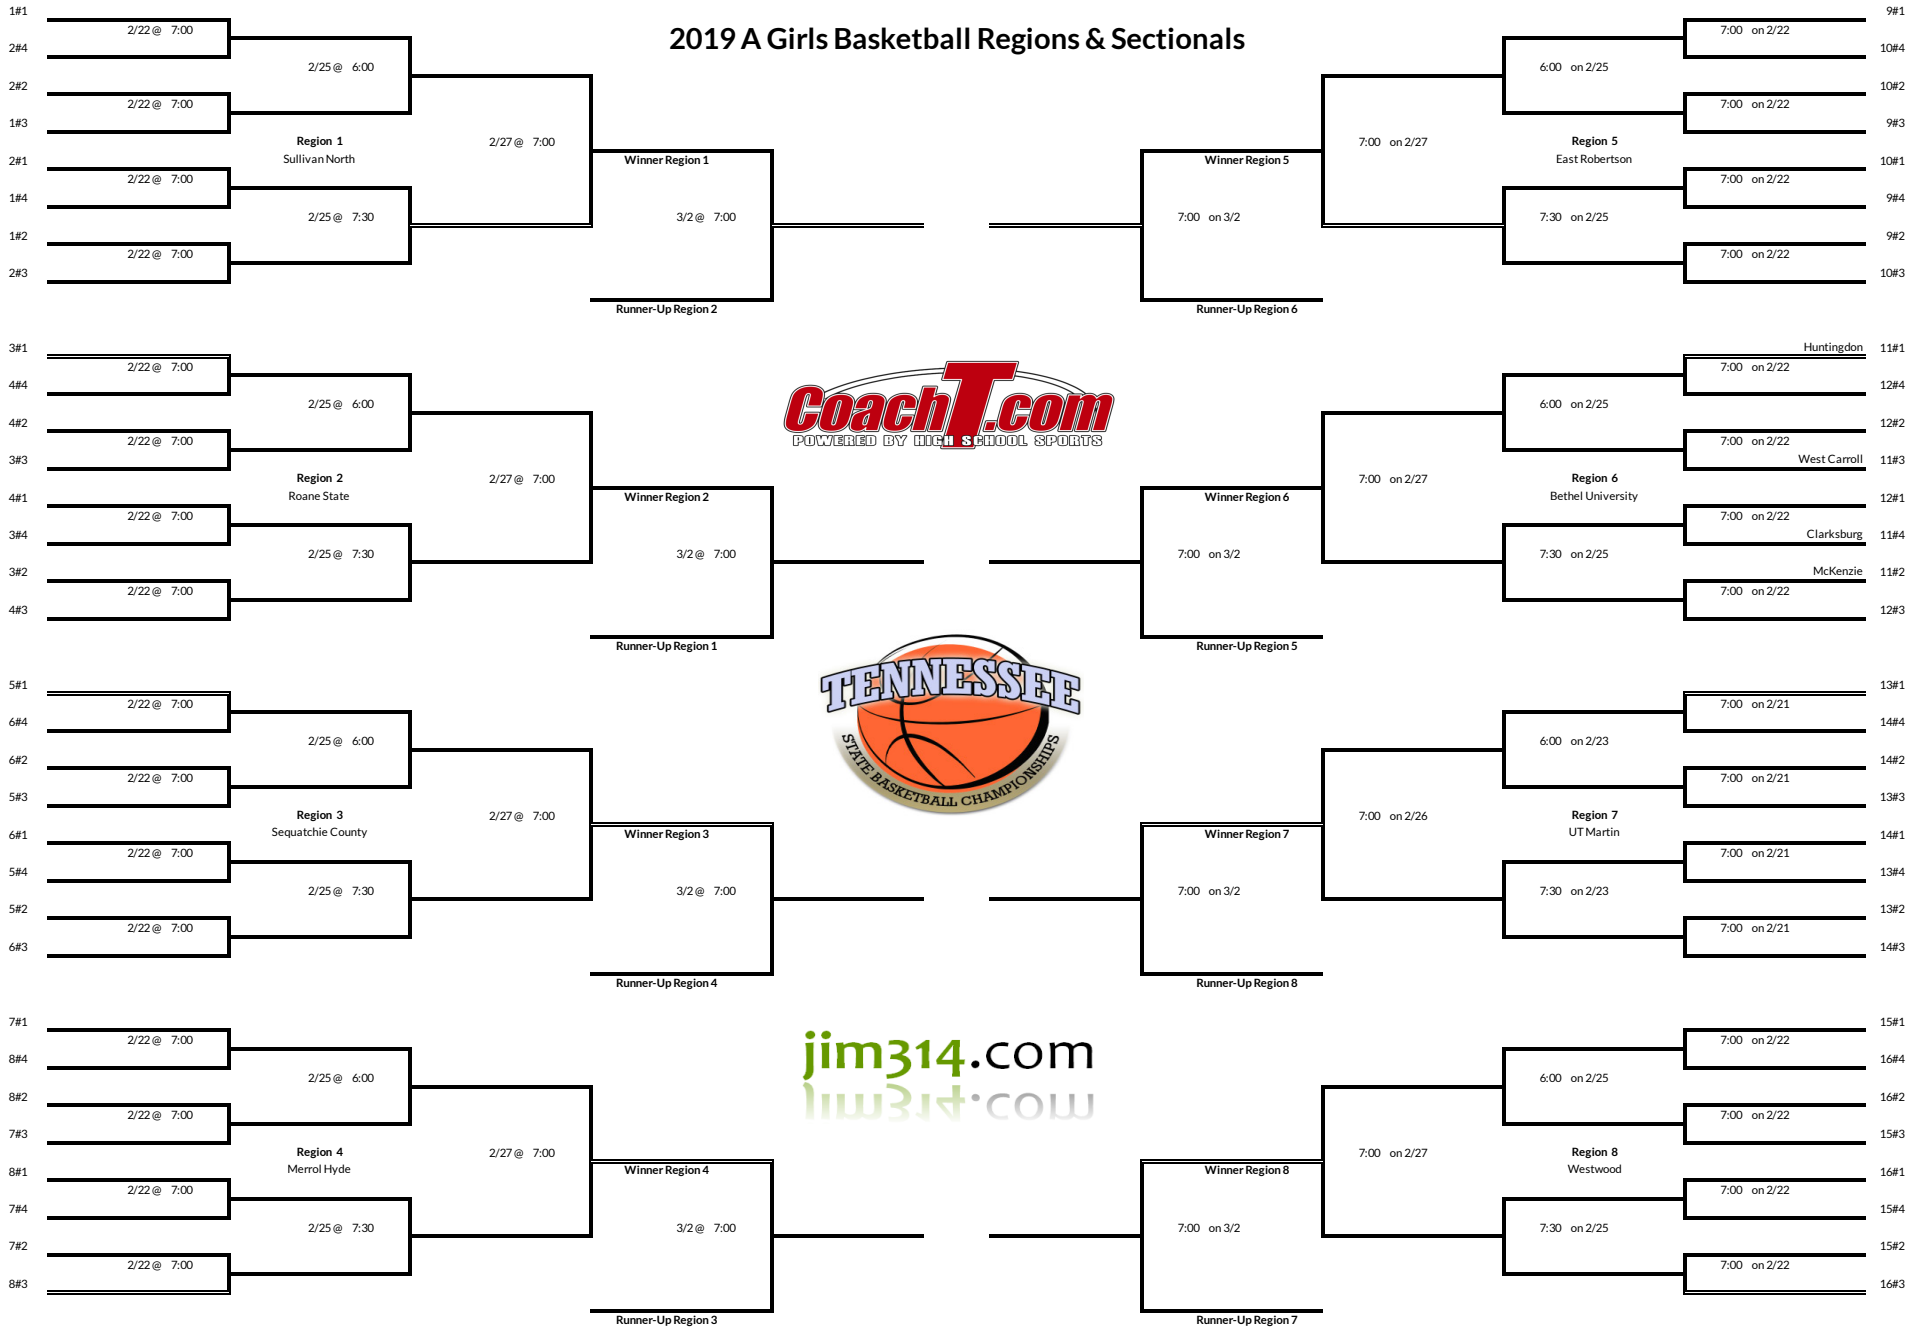 2019 A Girls Basketball Regions & Sectionals
1#1
2/22 @ 7:00
2#4
2/25 @ 6:00
2#2
2/22 @ 7:00
1#3
Region 1
Sullivan North
2/27 @ 7:00
2#1
2/22 @ 7:00
1#4
2/25 @ 7:30
1#2
2/22 @ 7:00
2#3
Winner Region 1
3/2 @ 7:00
Runner-Up Region 2
3#1
2/22 @ 7:00
4#4
2/25 @ 6:00
4#2
2/22 @ 7:00
3#3
Region 2
Roane State
2/27 @ 7:00
4#1
2/22 @ 7:00
3#4
2/25 @ 7:30
3#2
2/22 @ 7:00
4#3
Winner Region 2
3/2 @ 7:00
Runner-Up Region 1
5#1
2/22 @ 7:00
6#4
2/25 @ 6:00
6#2
2/22 @ 7:00
5#3
Region 3
Sequatchie County
2/27 @ 7:00
6#1
2/22 @ 7:00
5#4
2/25 @ 7:30
5#2
2/22 @ 7:00
6#3
Winner Region 3
3/2 @ 7:00
Runner-Up Region 4
7#1
2/22 @ 7:00
8#4
2/25 @ 6:00
8#2
2/22 @ 7:00
7#3
Region 4
Merrol Hyde
2/27 @ 7:00
8#1
2/22 @ 7:00
7#4
2/25 @ 7:30
7#2
2/22 @ 7:00
8#3
Winner Region 4
3/2 @ 7:00
Runner-Up Region 3
CoachT.com
POWERED BY HIGH SCHOOL SPORTS
TENNESSEE
STATE BASKETBALL CHAMPIONSHIPS
jim314.com
9#1
7:00 on 2/22
10#4
6:00 on 2/25
10#2
7:00 on 2/22
9#3
Region 5
East Robertson
7:00 on 2/27
10#1
7:00 on 2/22
9#4
7:30 on 2/25
9#2
7:00 on 2/22
10#3
Winner Region 5
7:00 on 3/2
Runner-Up Region 6
Huntingdon 11#1
7:00 on 2/22
12#4
6:00 on 2/25
12#2
7:00 on 2/22
West Carroll 11#3
Region 6
Bethel University
7:00 on 2/27
12#1
7:00 on 2/22
Clarksburg 11#4
7:30 on 2/25
McKenzie 11#2
7:00 on 2/22
12#3
Winner Region 6
7:00 on 3/2
Runner-Up Region 5
13#1
7:00 on 2/21
14#4
6:00 on 2/23
14#2
7:00 on 2/21
13#3
Region 7
UT Martin
7:00 on 2/26
14#1
7:00 on 2/21
13#4
7:30 on 2/23
13#2
7:00 on 2/21
14#3
Winner Region 7
7:00 on 3/2
Runner-Up Region 8
15#1
7:00 on 2/22
16#4
6:00 on 2/25
16#2
7:00 on 2/22
15#3
Region 8
Westwood
7:00 on 2/27
16#1
7:00 on 2/22
15#4
7:30 on 2/25
15#2
7:00 on 2/22
16#3
Winner Region 8
7:00 on 3/2
Runner-Up Region 7